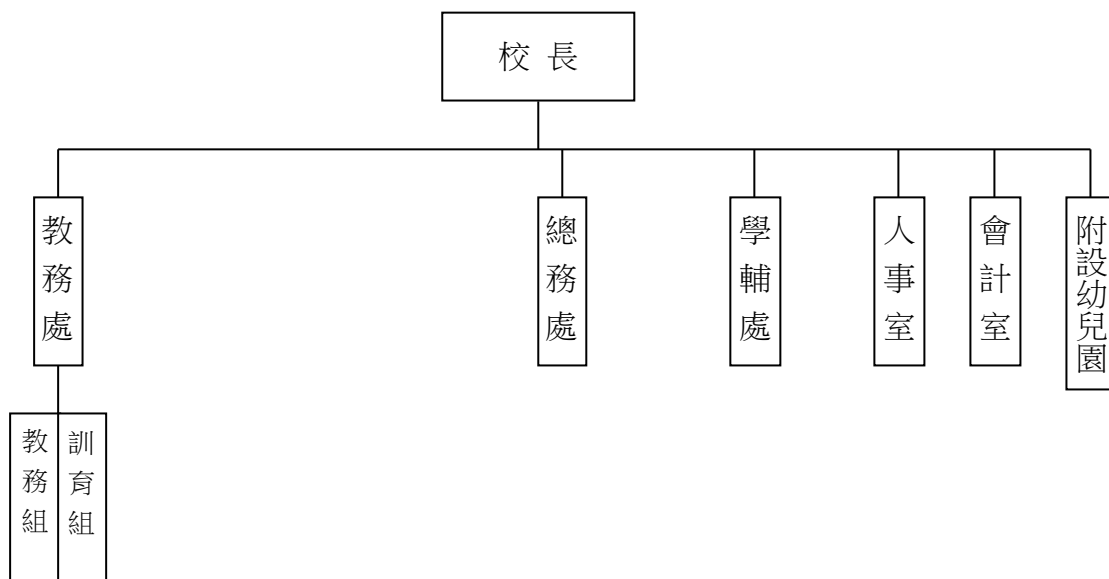 校長
教務處
總務處
學輔處
人事室
會計室
附設幼兒園
教務組
訓育組